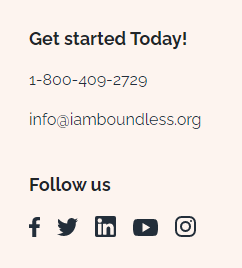 Get started Today!
1-800-409-2729
info@iamboundless.org
Follow us